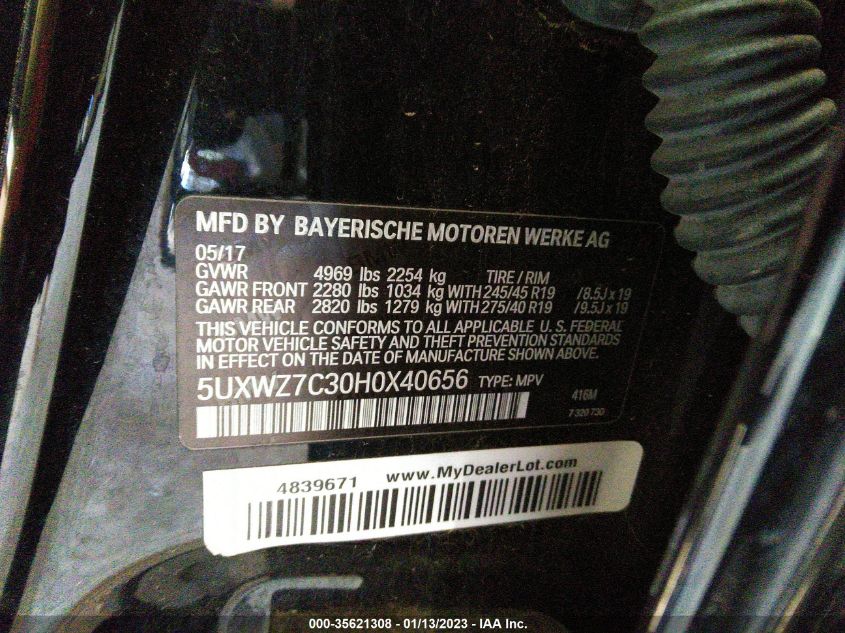 MFD BY BAYERISCHE MOTOREN WERKE AG
05/17
GVWR 4969 lbs 2254 kg TIRE / RIM
GAWR FRONT 2280 lbs 1034 kg WITH 245/45 R19 /8.5J x 19
GAWR REAR 2820 lbs 1279 kg WITH 275/40 R19 /9.5J x 19
THIS VEHICLE CONFORMS TO ALL APPLICABLE U. S. FEDERAL
MOTOR VEHICLE SAFETY AND THEFT PREVENTION STANDARDS
IN EFFECT ON THE DATE OF MANUFACTURE SHOWN ABOVE.
5UXWZ7C30H0X40656 TYPE: MPV 416M
7 320 730
4839671 www.MyDealerLot.com
000-35621308 - 01/13/2023 - IAA Inc.